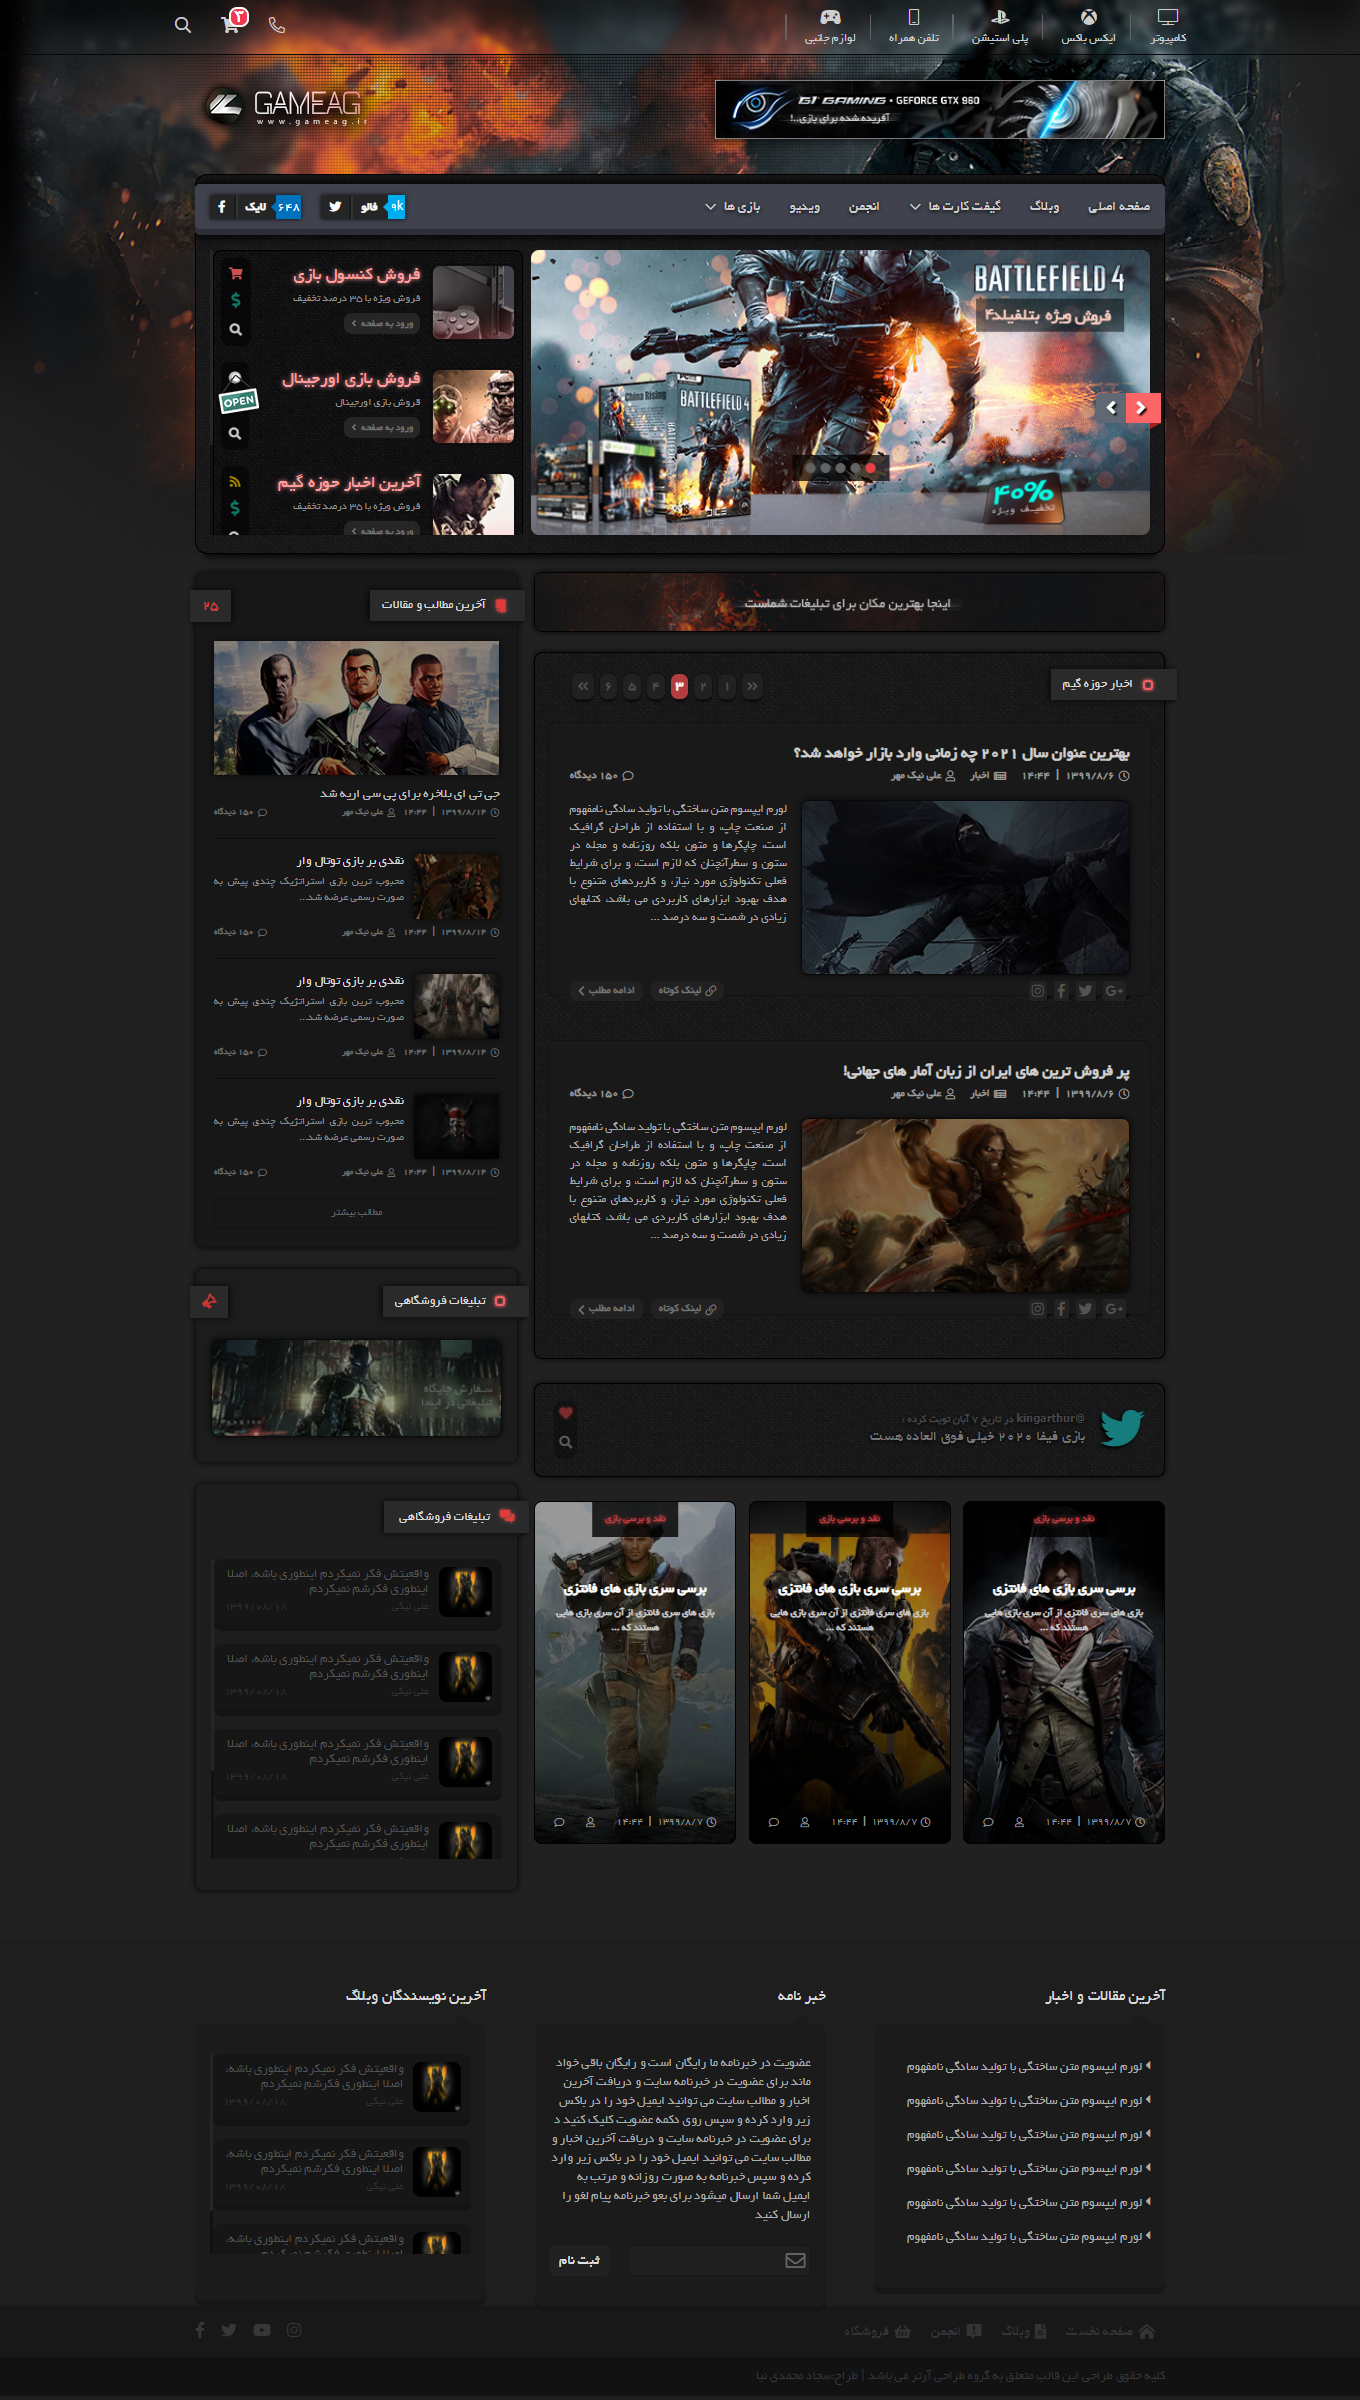 کامپیوتر
ایکس باکس
پلی استیشن
تلفن همراه
لوازم جانبی
۳
GAMEAG
www.gameag.ir
G1 GAMING • GEFORCE GTX 960
آفریده شده برای بازی..!
صفحه اصلی
وبلاگ
گیفت کارت ها
انجمن
ویدیو
بازی ها
۹k
فالو
۶۴۸
لایک
BATTLEFIELD 4
فروش ویژه بتلفیلد۴
China Rising
BATTLEFIELD 4
۴۰%
تخفیف ویژه
فروش کنسول بازی
فروش ویژه با ۳۵ درصد تخفیف
ورود به صفحه
فروش بازی اورجینال
فروش بازی اورجینال
ورود به صفحه
OPEN
آخرین اخبار حوزه گیم
فروش ویژه با ۳۵ درصد تخفیف
ورود به صفحه
اینجا بهترین مکان برای تبلیغات شماست
اخبار حوزه گیم
» ۱ ۲ ۳ ۴ ۵ ۶ «
بهترین عنوان سال ۲۰۲۱ چه زمانی وارد بازار خواهد شد؟
۱۳۹۹/۸/۶ | ۱۴:۴۴ اخبار علی نیک مهر ۱۵۰ دیدگاه
لورم ایپسوم متن ساختگی با تولید سادگی نامفهوم
از صنعت چاپ، و با استفاده از طراحان گرافیک
است، چاپگرها و متون بلکه روزنامه و مجله در
ستون و سطرآنچنان که لازم است، و برای شرایط
فعلی تکنولوژی مورد نیاز، و کاربردهای متنوع با
هدف بهبود ابزارهای کاربردی می باشد، کتابهای
زیادی در شصت و سه درصد ...
لینک کوتاه
ادامه مطلب
پر فروش ترین های ایران از زبان آمار های جهانی!
۱۳۹۹/۸/۶ | ۱۴:۴۴ اخبار علی نیک مهر ۱۵۰ دیدگاه
لورم ایپسوم متن ساختگی با تولید سادگی نامفهوم
از صنعت چاپ، و با استفاده از طراحان گرافیک
است، چاپگرها و متون بلکه روزنامه و مجله در
ستون و سطرآنچنان که لازم است، و برای شرایط
فعلی تکنولوژی مورد نیاز، و کاربردهای متنوع با
هدف بهبود ابزارهای کاربردی می باشد، کتابهای
زیادی در شصت و سه درصد ...
لینک کوتاه
ادامه مطلب
@kingarthur در تاریخ ۷ آبان توییت کرده :
بازی فیفا ۲۰۲۰ خیلی فوق العاده هست
نقد و برسی بازی
برسی سری بازی های فانتزی
بازی های سری فانتزی از آن سری بازی هایی
هستند که ...
۱۳۹۹/۸/۷ | ۱۴:۴۴
نقد و برسی بازی
برسی سری بازی های فانتزی
بازی های سری فانتزی از آن سری بازی هایی
هستند که ...
۱۳۹۹/۸/۷ | ۱۴:۴۴
نقد و برسی بازی
برسی سری بازی های فانتزی
بازی های سری فانتزی از آن سری بازی هایی
هستند که ...
۱۳۹۹/۸/۷ | ۱۴:۴۴
آخرین مطالب و مقالات
۲۵
جی تی ای بلاخره برای پی سی اریه شد
۱۳۹۹/۸/۱۴ | ۱۴:۴۴ علی نیک مهر ۱۵۰ دیدگاه
نقدی بر بازی توتال وار
محبوب ترین بازی استراتژیک چندی پیش به
صورت رسمی عرضه شد...
۱۳۹۹/۸/۱۴ | ۱۴:۴۴ علی نیک مهر ۱۵۰ دیدگاه
نقدی بر بازی توتال وار
محبوب ترین بازی استراتژیک چندی پیش به
صورت رسمی عرضه شد...
۱۳۹۹/۸/۱۴ | ۱۴:۴۴ علی نیک مهر ۱۵۰ دیدگاه
نقدی بر بازی توتال وار
محبوب ترین بازی استراتژیک چندی پیش به
صورت رسمی عرضه شد...
۱۳۹۹/۸/۱۴ | ۱۴:۴۴ علی نیک مهر ۱۵۰ دیدگاه
مطالب بیشتر
تبلیغات فروشگاهی
سـفارش جایگاه
تبلیغاتی در اینجا
تبلیغات فروشگاهی
واقعیتش فکر نمیکردم اینطوری باشه، اصلا
اینطوری فکرشم نمیکردم
علی نیکی ۱۳۹۹/۰۸/۱۸
واقعیتش فکر نمیکردم اینطوری باشه، اصلا
اینطوری فکرشم نمیکردم
علی نیکی ۱۳۹۹/۰۸/۱۸
واقعیتش فکر نمیکردم اینطوری باشه، اصلا
اینطوری فکرشم نمیکردم
علی نیکی ۱۳۹۹/۰۸/۱۸
واقعیتش فکر نمیکردم اینطوری باشه، اصلا
اینطوری فکرشم نمیکردم
آخرین مقالات و اخبار
لورم ایپسوم متن ساختگی با تولید سادگی نامفهوم
لورم ایپسوم متن ساختگی با تولید سادگی نامفهوم
لورم ایپسوم متن ساختگی با تولید سادگی نامفهوم
لورم ایپسوم متن ساختگی با تولید سادگی نامفهوم
لورم ایپسوم متن ساختگی با تولید سادگی نامفهوم
لورم ایپسوم متن ساختگی با تولید سادگی نامفهوم
خبر نامه
عضویت در خبرنامه ما رایگان است و رایگان باقی خواد
ماند برای عضویت در خبرنامه سایت و دریافت آخرین
اخبار و مطالب سایت می توانید ایمیل خود را در باکس
زیر وارد کرده و سپس روی دکمه عضویت کلیک کنید د
برای عضویت در خبرنامه سایت و دریافت آخرین اخبار و
مطالب سایت می توانید ایمیل خود را در باکس زیر وارد
کرده و سپس خبرنامه به صورت روزانه و مرتب به
ایمیل شما ارسال میشود برای بعو خبرنامه پیام لغو را
ارسال کنید
ثبت نام
آخرین نویسندگان وبلاگ
واقعیتش فکر نمیکردم اینطوری باشه،
اصلا اینطوری فکرشم نمیکردم
علی نیکی ۱۳۹۹/۰۸/۱۸
واقعیتش فکر نمیکردم اینطوری باشه،
اصلا اینطوری فکرشم نمیکردم
علی نیکی ۱۳۹۹/۰۸/۱۸
واقعیتش فکر نمیکردم اینطوری باشه،
اصلا اینطوری فکرشم نمیکردم
صفحه نخست
وبلاگ
انجمن
فروشگاه
کلیه حقوق طراحی این قالب متعلق به گروه طراحی آرتر می باشد | طراح:سجاد محمدی نیا